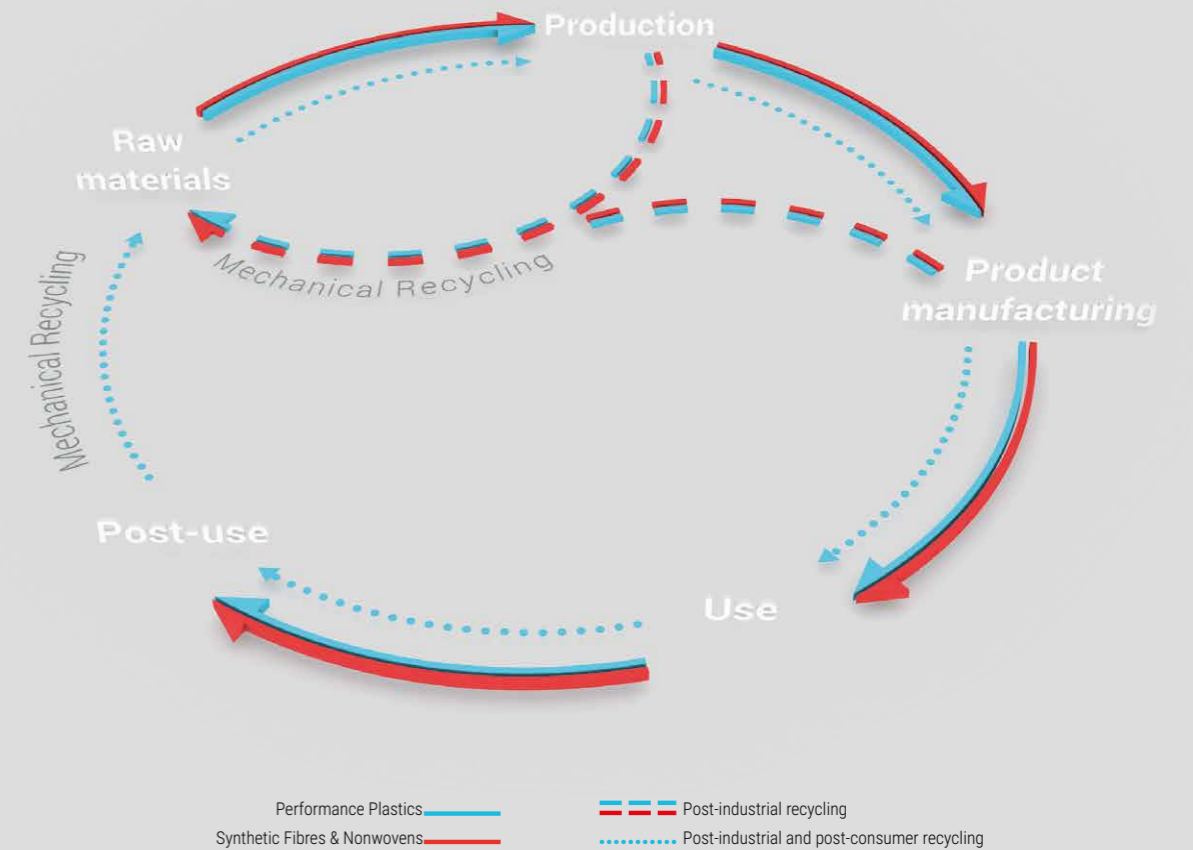 Production
Raw
materials
Mechanical Recycling
Product
manufacturing
Mechanical Recycling
Post-use
Use
Performance Plastics
Post-industrial recycling
Synthetic Fibres & Nonwovens
Post-industrial and post-consumer recycling